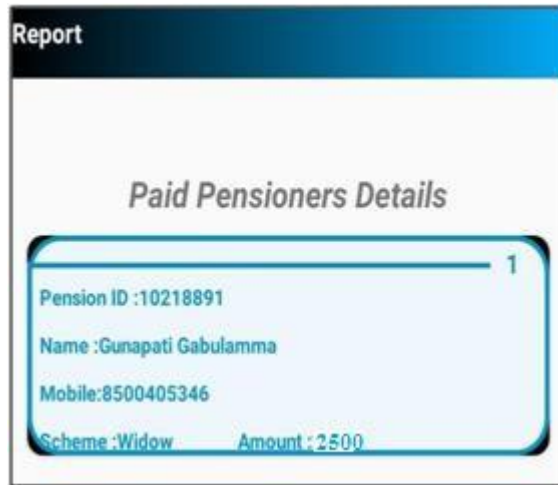 Report
Paid Pensioners Details
1
Pension ID :10218891
Name :Gunapati Gabulamma
Mobile:8500405346
Scheme :Widow Amount : 2500